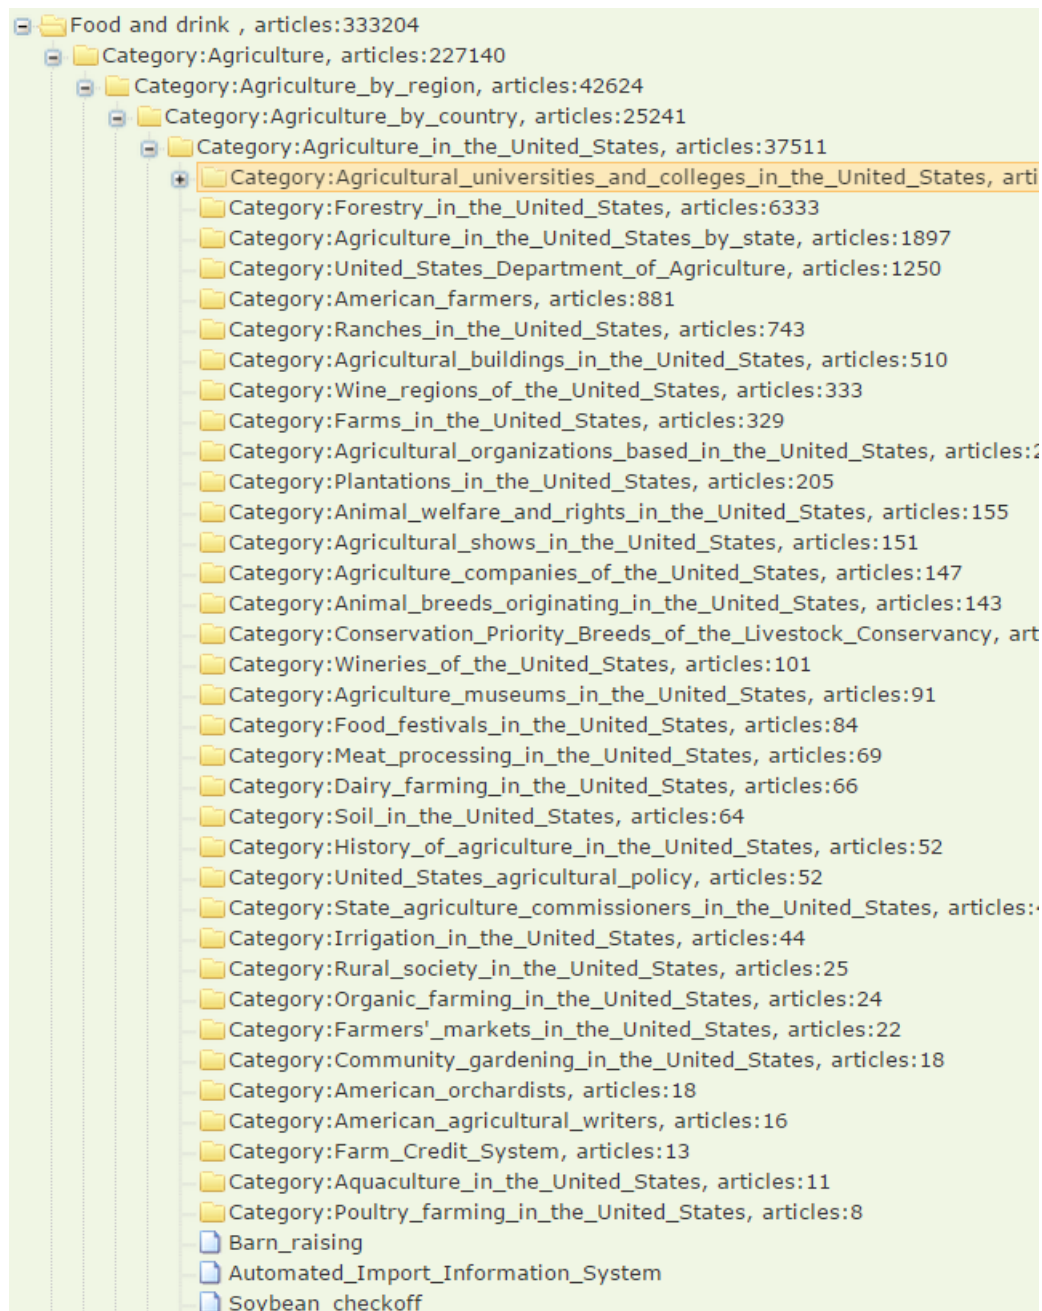 Food and drink , articles:333204
Category:Agriculture, articles:227140
Category:Agriculture_by_region, articles:42624
Category:Agriculture_by_country, articles:25241
Category:Agriculture_in_the_United_States, articles:37511
Category:Agricultural_universities_and_colleges_in_the_United_States, arti
Category:Forestry_in_the_United_States, articles:6333
Category:Agriculture_in_the_United_States_by_state, articles:1897
Category:United_States_Department_of_Agriculture, articles:1250
Category:American_farmers, articles:881
Category:Ranches_in_the_United_States, articles:743
Category:Agricultural_buildings_in_the_United_States, articles:510
Category:Wine_regions_of_the_United_States, articles:333
Category:Farms_in_the_United_States, articles:329
Category:Agricultural_organizations_based_in_the_United_States, articles:2
Category:Plantations_in_the_United_States, articles:205
Category:Animal_welfare_and_rights_in_the_United_States, articles:155
Category:Agricultural_shows_in_the_United_States, articles:151
Category:Agriculture_companies_of_the_United_States, articles:147
Category:Animal_breeds_originating_in_the_United_States, articles:143
Category:Conservation_Priority_Breeds_of_the_Livestock_Conservancy, art
Category:Wineries_of_the_United_States, articles:101
Category:Agriculture_museums_in_the_United_States, articles:91
Category:Food_festivals_in_the_United_States, articles:84
Category:Meat_processing_in_the_United_States, articles:69
Category:Dairy_farming_in_the_United_States, articles:66
Category:Soil_in_the_United_States, articles:64
Category:History_of_agriculture_in_the_United_States, articles:52
Category:United_States_agricultural_policy, articles:52
Category:State_agriculture_commissioners_in_the_United_States, articles:4
Category:Irrigation_in_the_United_States, articles:44
Category:Rural_society_in_the_United_States, articles:25
Category:Organic_farming_in_the_United_States, articles:24
Category:Farmers'_markets_in_the_United_States, articles:22
Category:Community_gardening_in_the_United_States, articles:18
Category:American_orchardists, articles:18
Category:American_agricultural_writers, articles:16
Category:Farm_Credit_System, articles:13
Category:Aquaculture_in_the_United_States, articles:11
Category:Poultry_farming_in_the_United_States, articles:8
Barn_raising
Automated_Import_Information_System
Soybean_checkoff